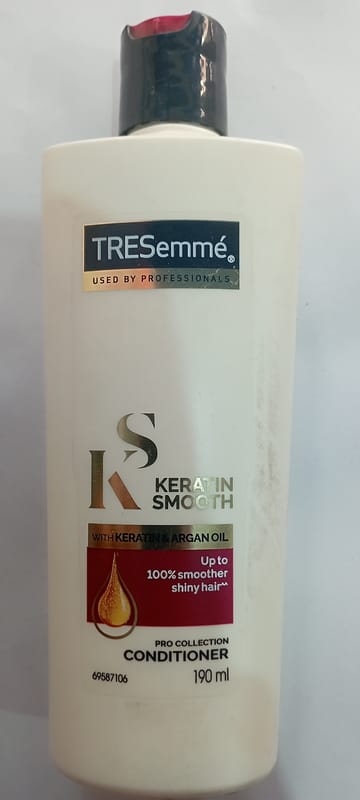 TRESemmé®
USED BY PROFESSIONALS
KS
KERATIN
SMOOTH
WITH KERATIN & ARGAN OIL
Up to
100% smoother
shiny hair^^
PRO COLLECTION
CONDITIONER
69587106 190 ml